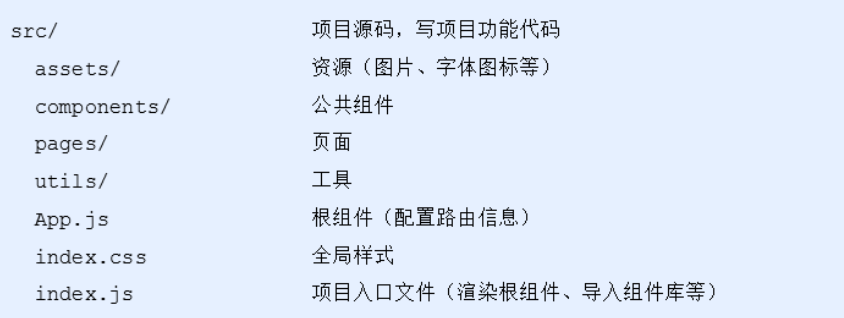 src/ 项目源码，写项目功能代码
assets/ 资源（图片、字体图标等）
components/ 公共组件
pages/ 页面
utils/ 工具
App.js 根组件（配置路由信息）
index.css 全局样式
index.js 项目入口文件（渲染根组件、导入组件库等）